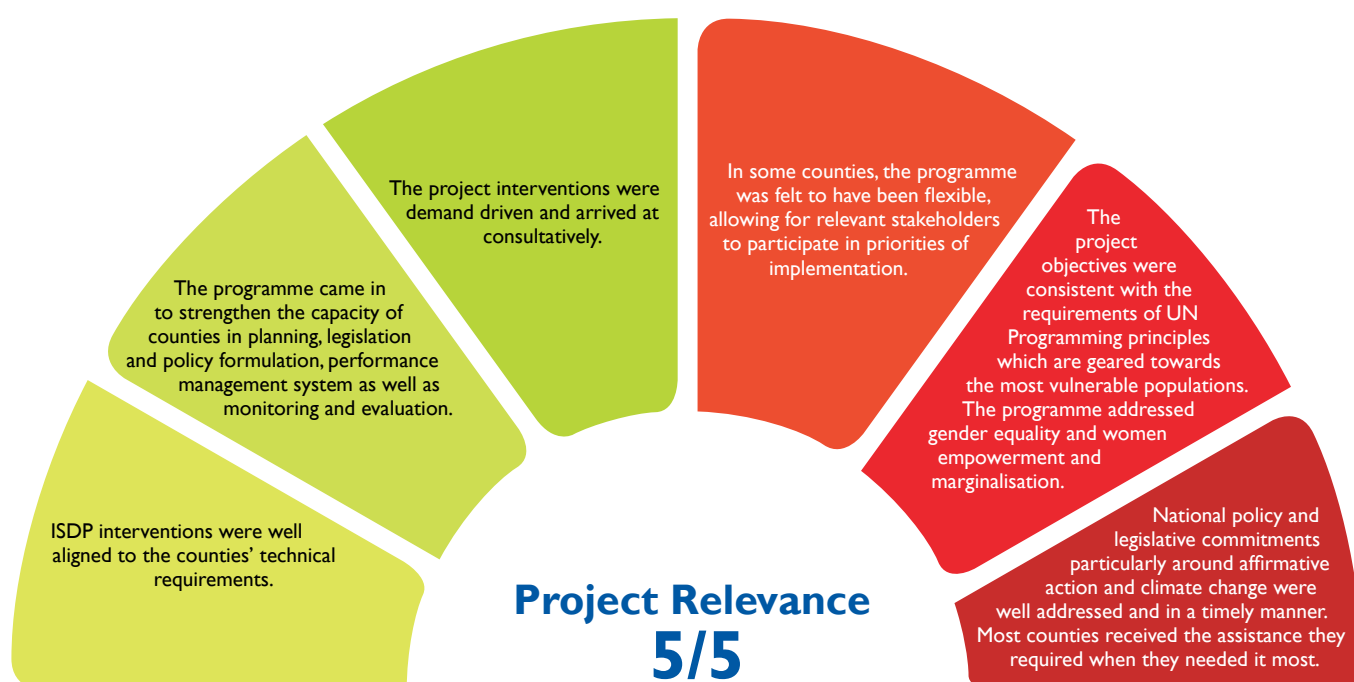 ISDP interventions were well
aligned to the counties’ technical
requirements.
The programme came in
to strengthen the capacity of
counties in planning, legislation
and policy formulation, performance
management system as well as
monitoring and evaluation.
The project interventions were
demand driven and arrived at
consultatively.
In some counties, the programme
was felt to have been flexible,
allowing for relevant stakeholders
to participate in priorities of
implementation.
The
project
objectives were
consistent with the
requirements of UN
Programming principles
which are geared towards
the most vulnerable populations.
The programme addressed
gender equality and women
empowerment and
marginalisation.
National policy and
legislative commitments
particularly around affirmative
action and climate change were
well addressed and in a timely manner.
Most counties received the assistance they
required when they needed it most.
Project Relevance
5/5